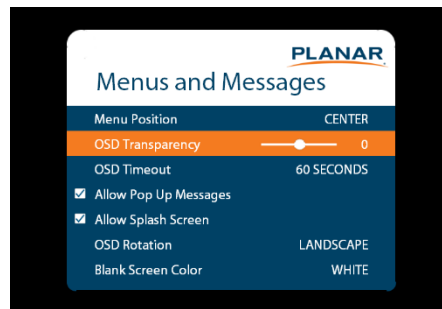 PLANAR
Menus and Messages
Menu Position CENTER
OSD Transparency 0
OSD Timeout 60 SECONDS
Allow Pop Up Messages
Allow Splash Screen
OSD Rotation LANDSCAPE
Blank Screen Color WHITE